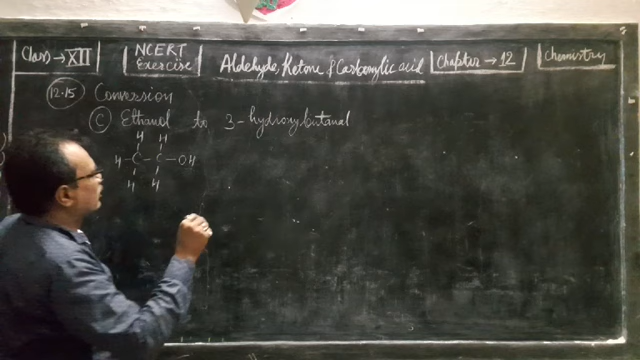 Class → XII
NCERT Exercise
Aldehyde, Ketone & Carboxylic acid
Chapter → 12
Chemistry
12.15 Conversion
C Ethanol to 3-hydroxybutanal
H H
H-C-C-OH
H H